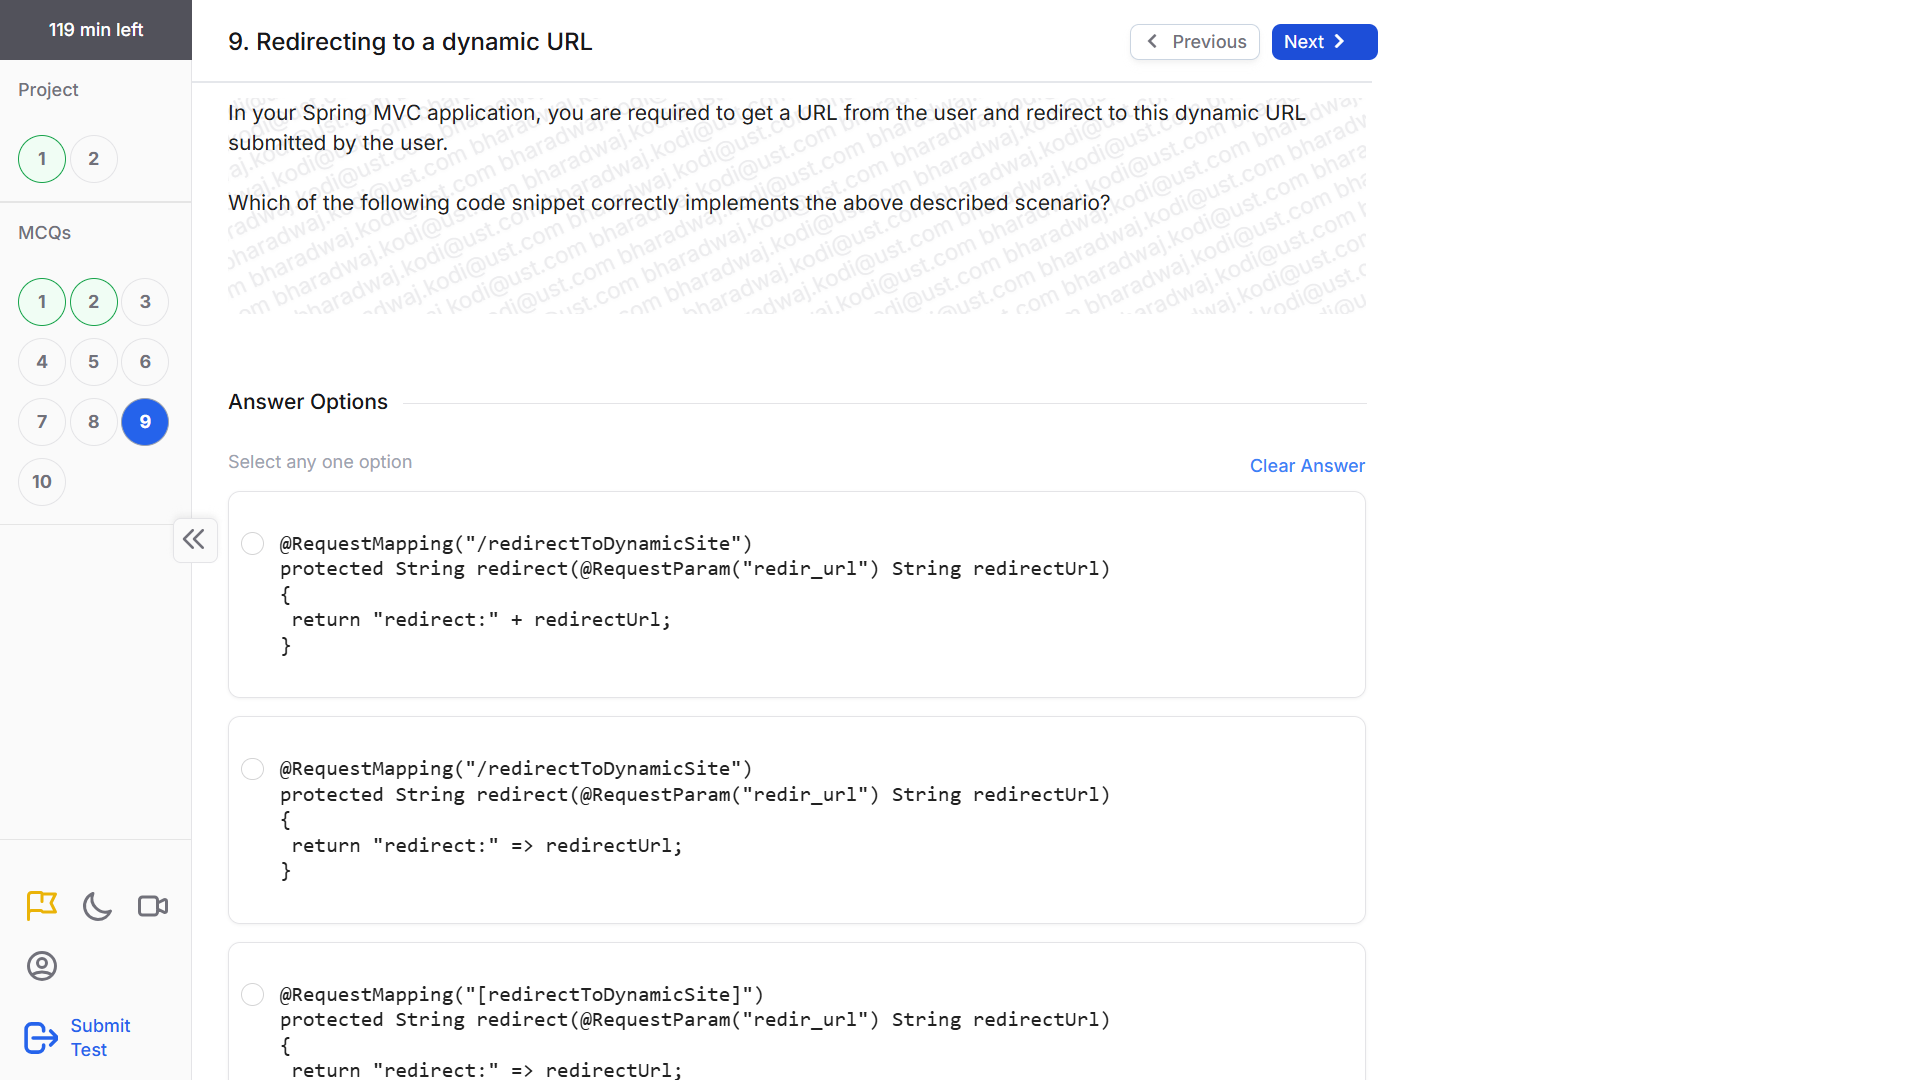 119 min left
Project
1
2
MCQs
1
2
3
4
5
6
7
8
9
10
Submit
Test
9. Redirecting to a dynamic URL
Previous
Next
In your Spring MVC application, you are required to get a URL from the user and redirect to this dynamic URL
submitted by the user.
Which of the following code snippet correctly implements the above described scenario?
bharadwaj.kodi@ust.com
Answer Options
Select any one option
Clear Answer
@RequestMapping("/redirectToDynamicSite")
protected String redirect(@RequestParam("redir_url") String redirectUrl)
{
return "redirect:" + redirectUrl;
}
@RequestMapping("/redirectToDynamicSite")
protected String redirect(@RequestParam("redir_url") String redirectUrl)
{
return "redirect:" => redirectUrl;
}
@RequestMapping("[redirectToDynamicSite]")
protected String redirect(@RequestParam("redir_url") String redirectUrl)
{
return "redirect:" => redirectUrl;